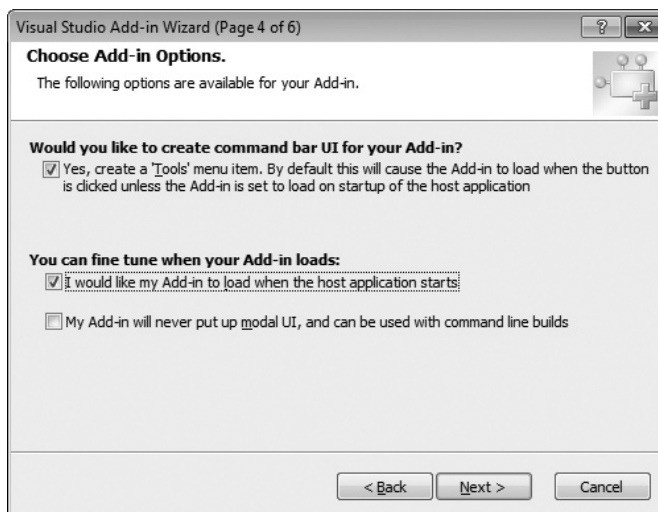 Visual Studio Add-in Wizard (Page 4 of 6)
?
Choose Add-in Options.
The following options are available for your Add-in.
Would you like to create command bar UI for your Add-in?
Yes, create a 'Tools' menu item. By default this will cause the Add-in to load when the button
is clicked unless the Add-in is set to load on startup of the host application
You can fine tune when your Add-in loads:
I would like my Add-in to load when the host application starts
My Add-in will never put up modal UI, and can be used with command line builds
< Back Next > Cancel